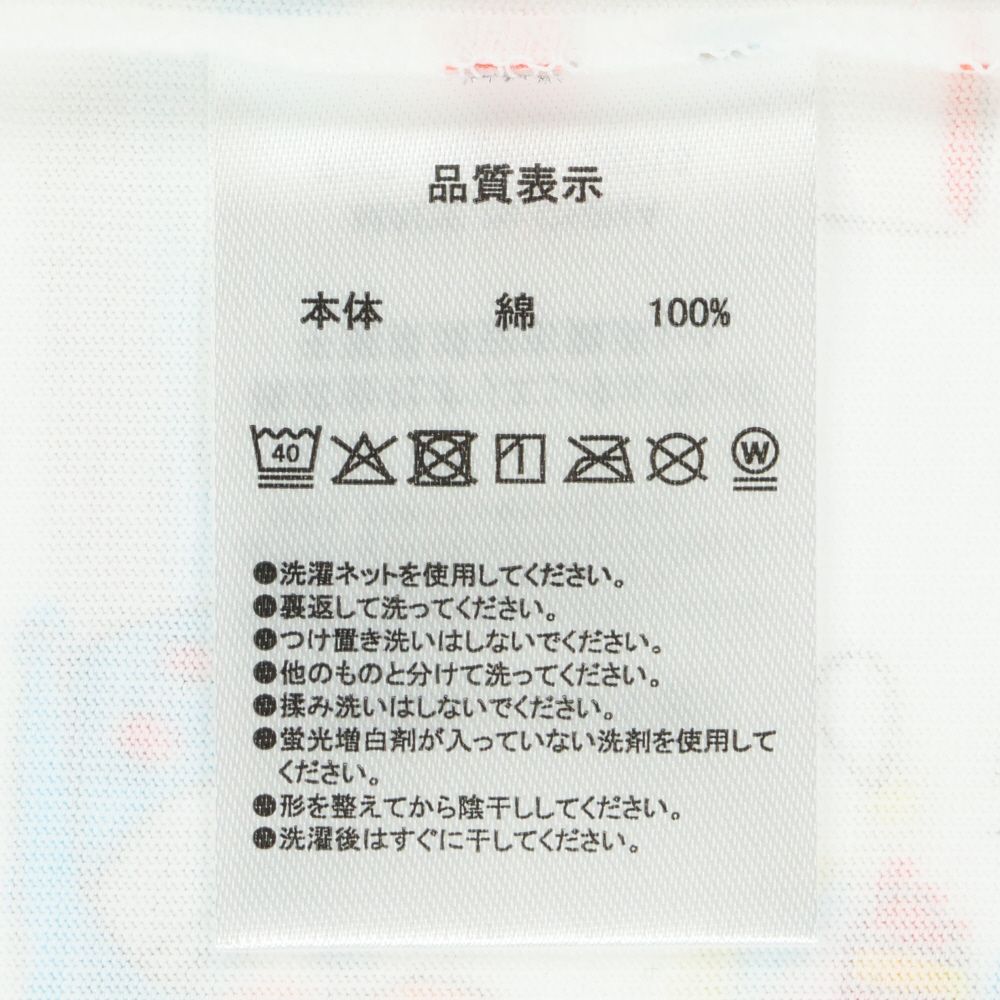 品質表示
本体 綿 100%
40 W
●洗濯ネットを使用してください。
●裏返して洗ってください。
●つけ置き洗いはしないでください。
●他のものと分けて洗ってください。
●揉み洗いはしないでください。
●蛍光増白剤が入っていない洗剤を使用して
ください。
●形を整えてから陰干ししてください。
●洗濯後はすぐに干してください。